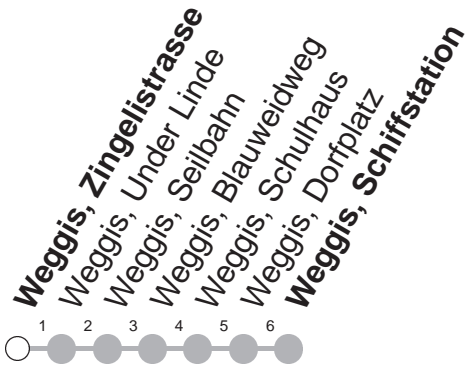 Weggis, Zingelistrasse
Weggis, Under Linde
Weggis, Seilbahn
Weggis, Blauweidweg
Weggis, Schulhaus
Weggis, Dorfplatz
Weggis, Schiffstation
1 2 3 4 5 6